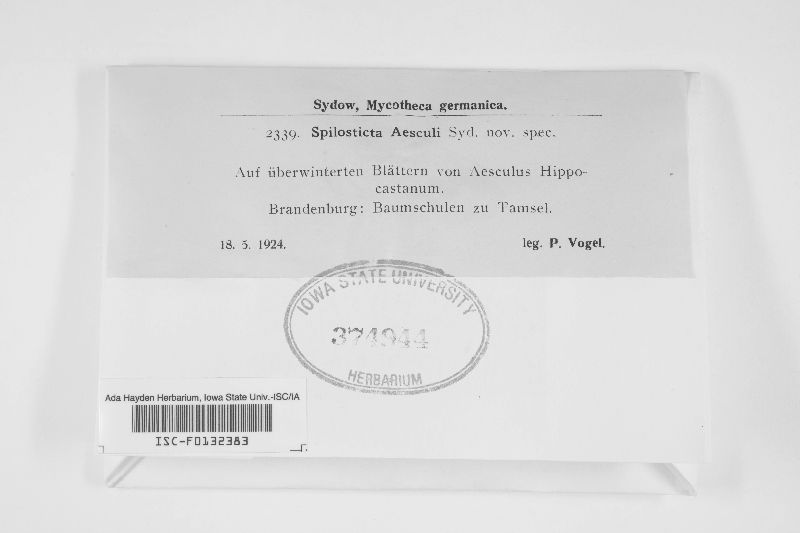 Sydow, Mycotheca germanica.
2339. Spilosticta Aesculi Syd. nov. spec.
Auf überwinterten Blättern von Aesculus Hippo-
castanum.
Brandenburg: Baumschulen zu Tamsel.
18. 5. 1924. leg. P. Vogel.
IOWA STATE UNIVERSITY
374944
HERBARIUM
Ada Hayden Herbarium, Iowa State Univ.-ISC/IA
ISC-F0132383